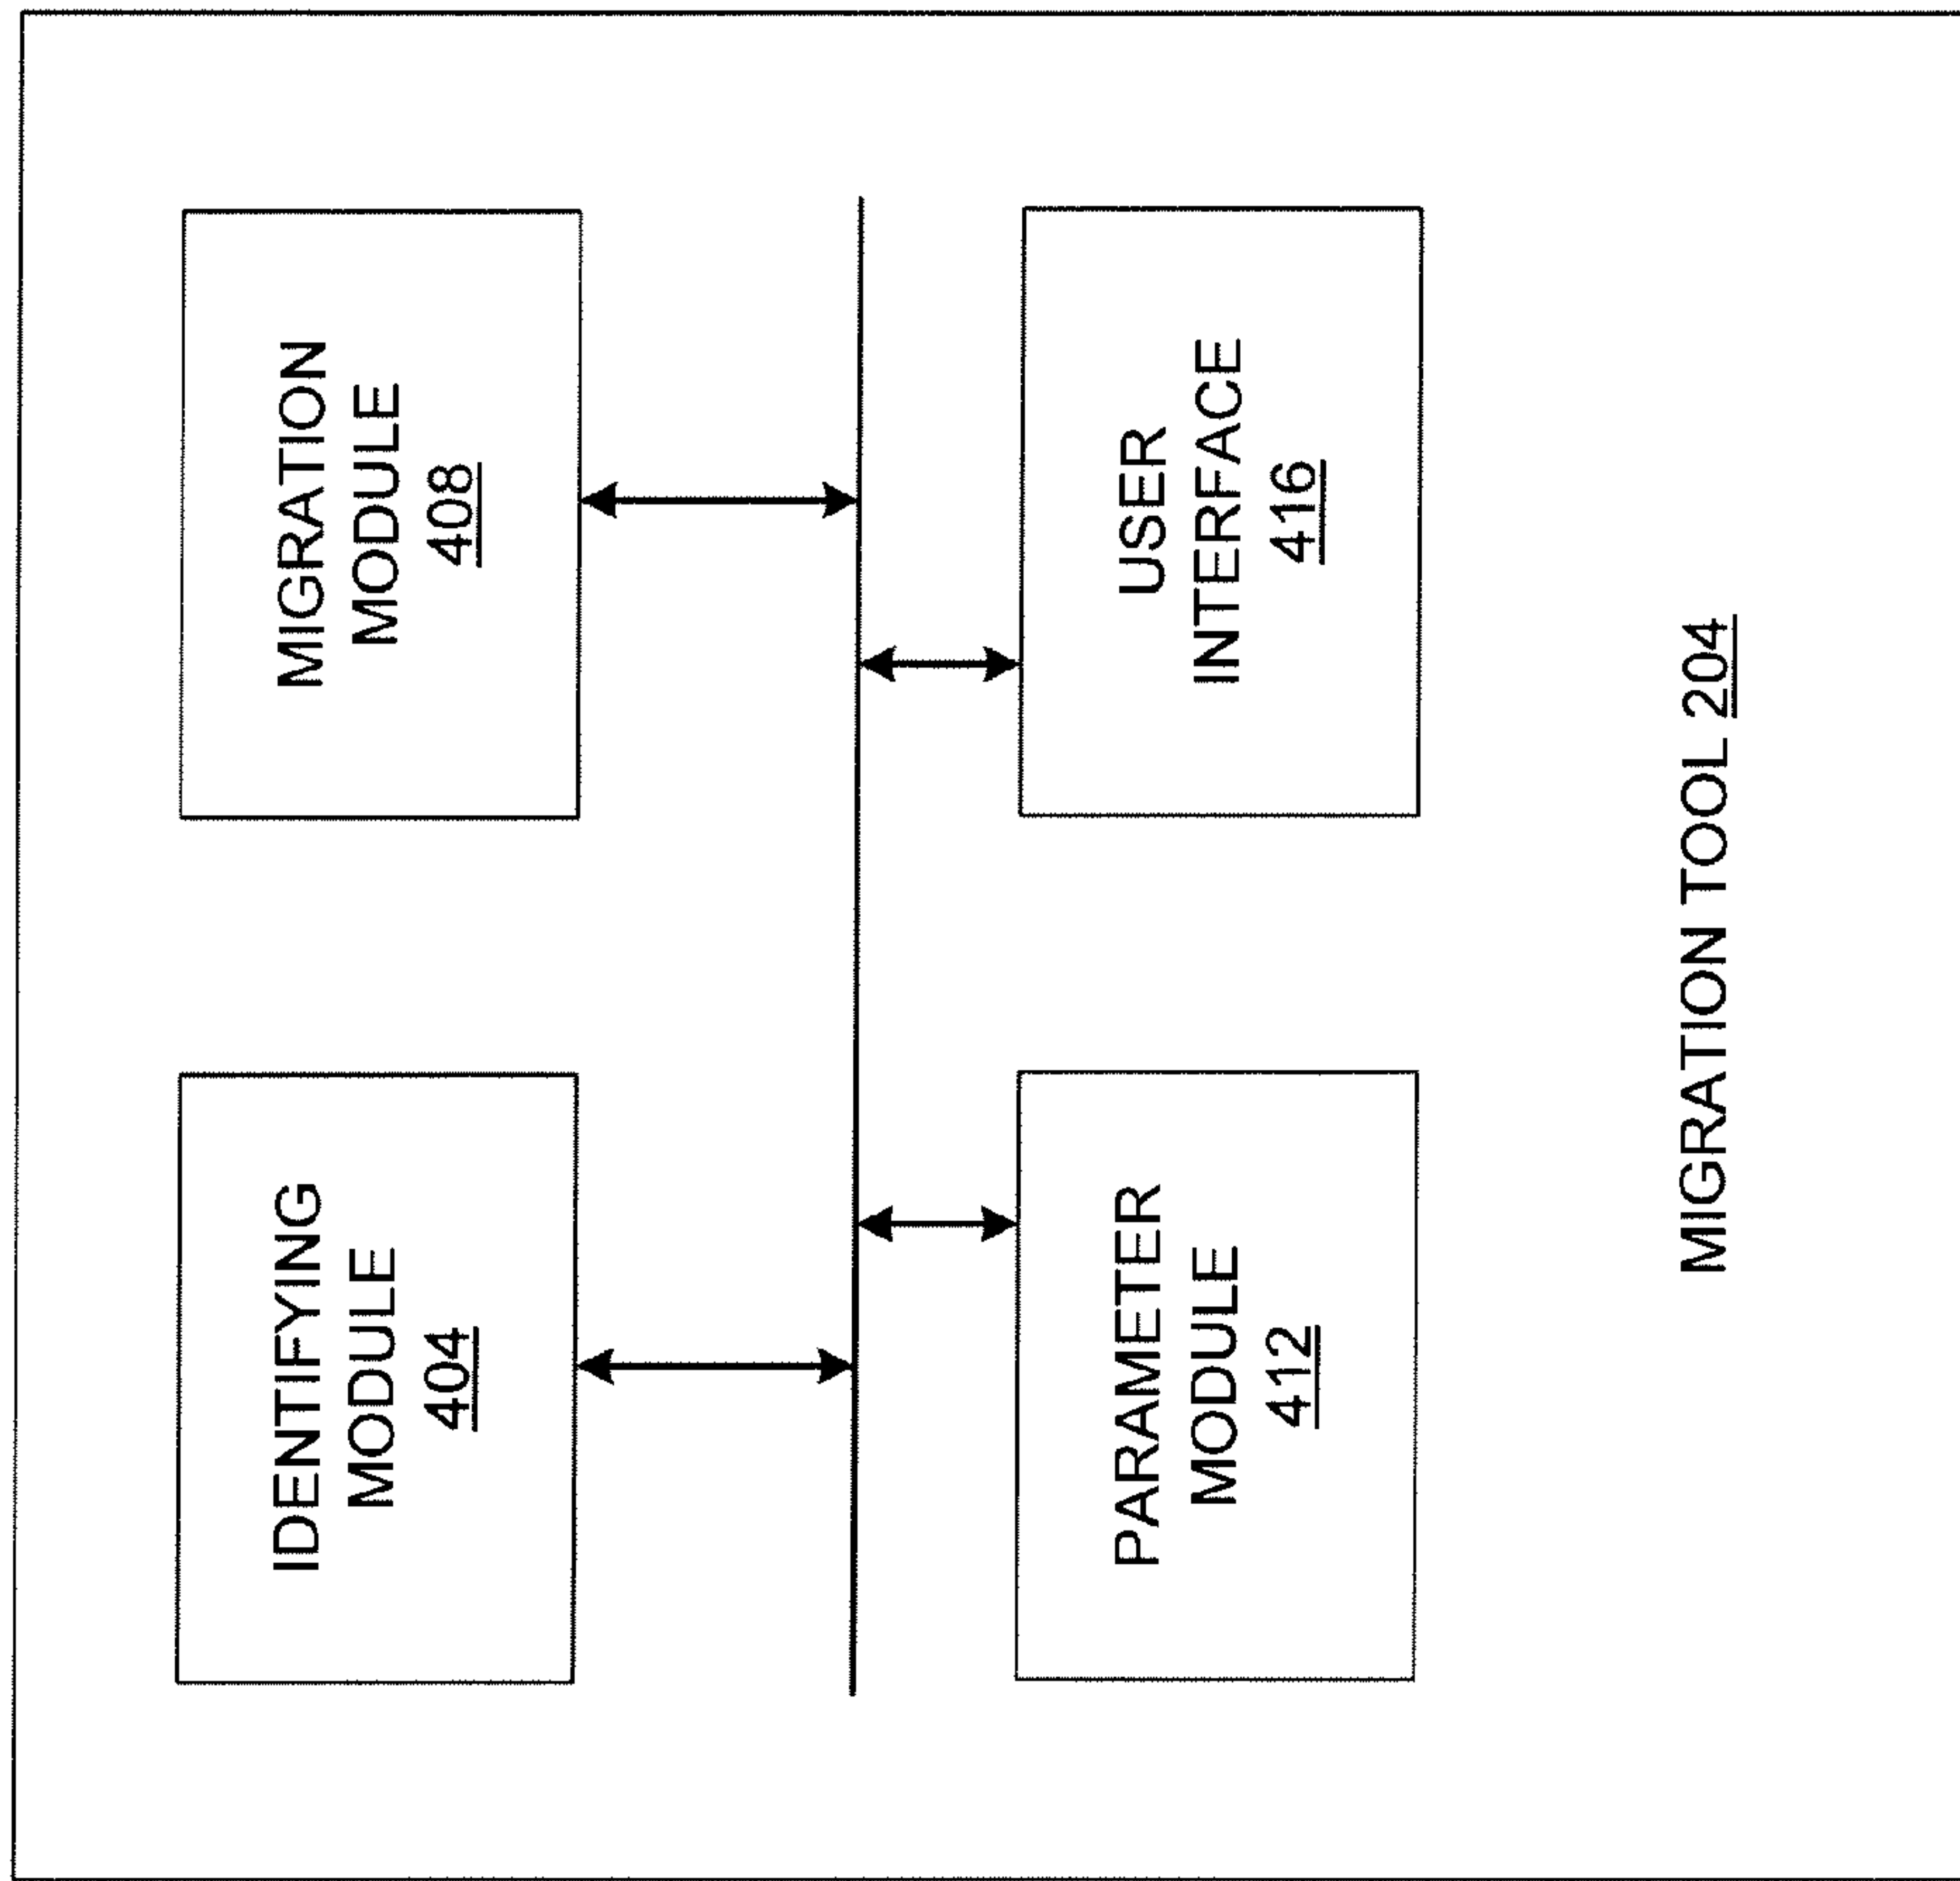 IDENTIFYING
MODULE
404
MIGRATION
MODULE
408
PARAMETER
MODULE
412
USER
INTERFACE
416
MIGRATION TOOL 204